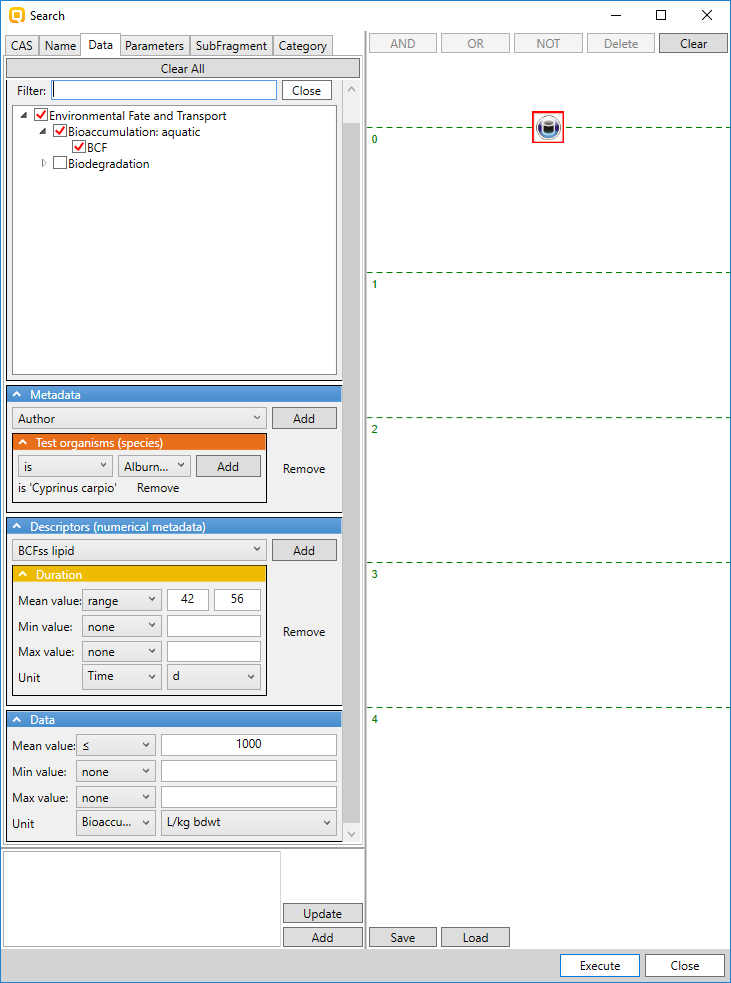 Search
CAS Name Data Parameters SubFragment Category
Clear All
Filter: Close
Environmental Fate and Transport
Bioaccumulation: aquatic
BCF
Biodegradation
Metadata
Author Add
Test organisms (species)
is Alburn... Add
is 'Cyprinus carpio' Remove
Remove
Descriptors (numerical metadata)
BCFss lipid Add
Duration
Mean value: range 42 56
Min value: none
Max value: none
Unit Time d
Remove
Data
Mean value: ≤ 1000
Min value: none
Max value: none
Unit Bioaccu... L/kg bdwt
Update
Add
AND OR NOT Delete Clear
0
1
2
3
4
Save Load
Execute Close